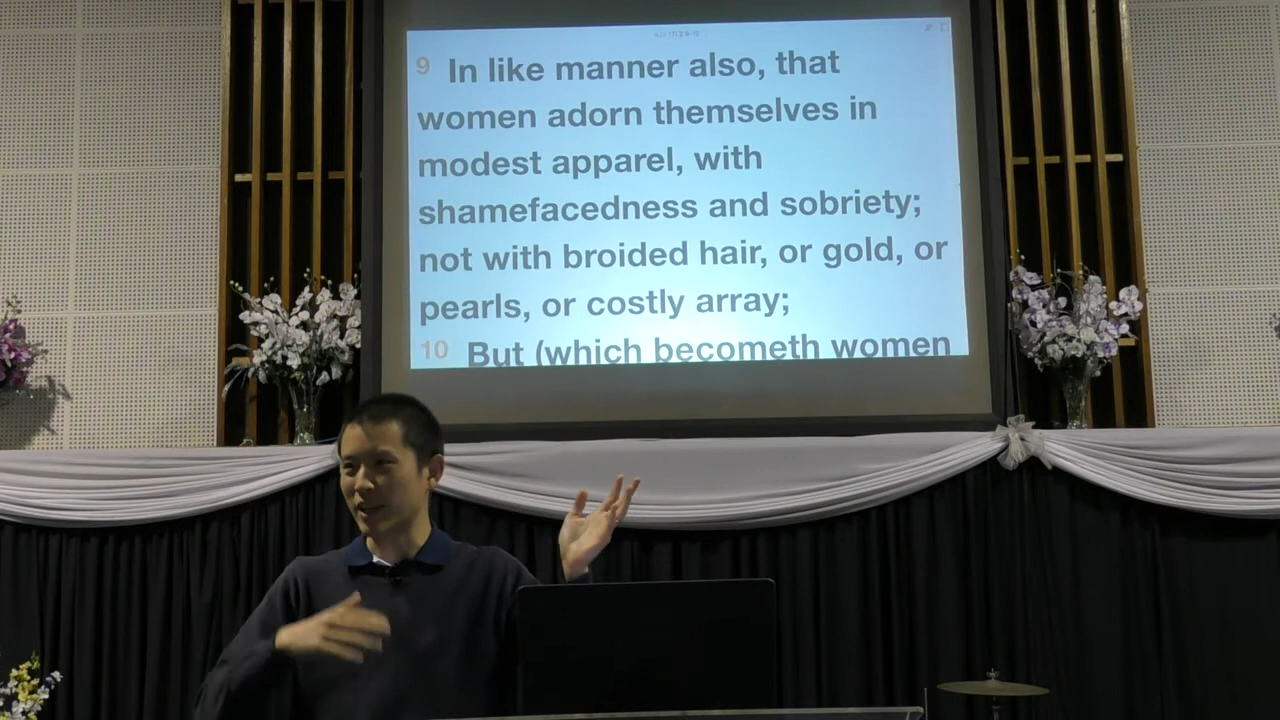 9 In like manner also, that
women adorn themselves in
modest apparel, with
shamefacedness and sobriety;
not with broided hair, or gold, or
pearls, or costly array;
10 But (which becometh women